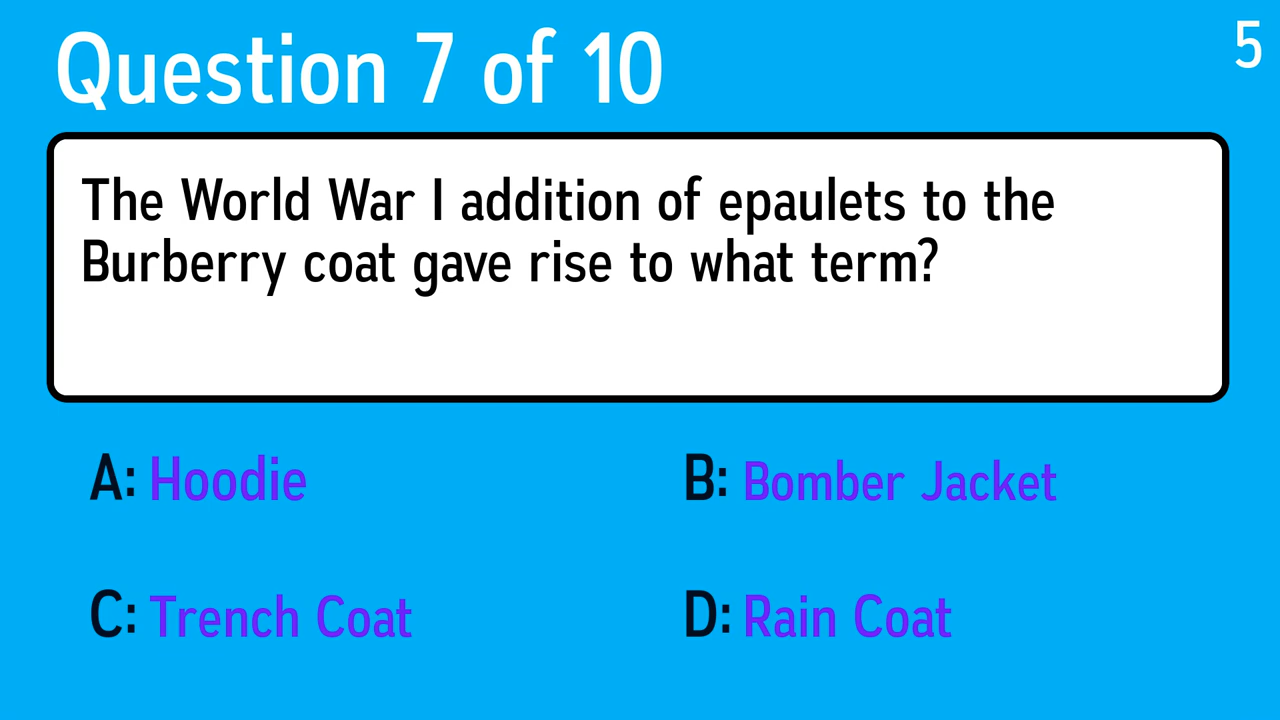 Question 7 of 10
5
The World War I addition of epaulets to the
Burberry coat gave rise to what term?
A: Hoodie
B: Bomber Jacket
C: Trench Coat
D: Rain Coat